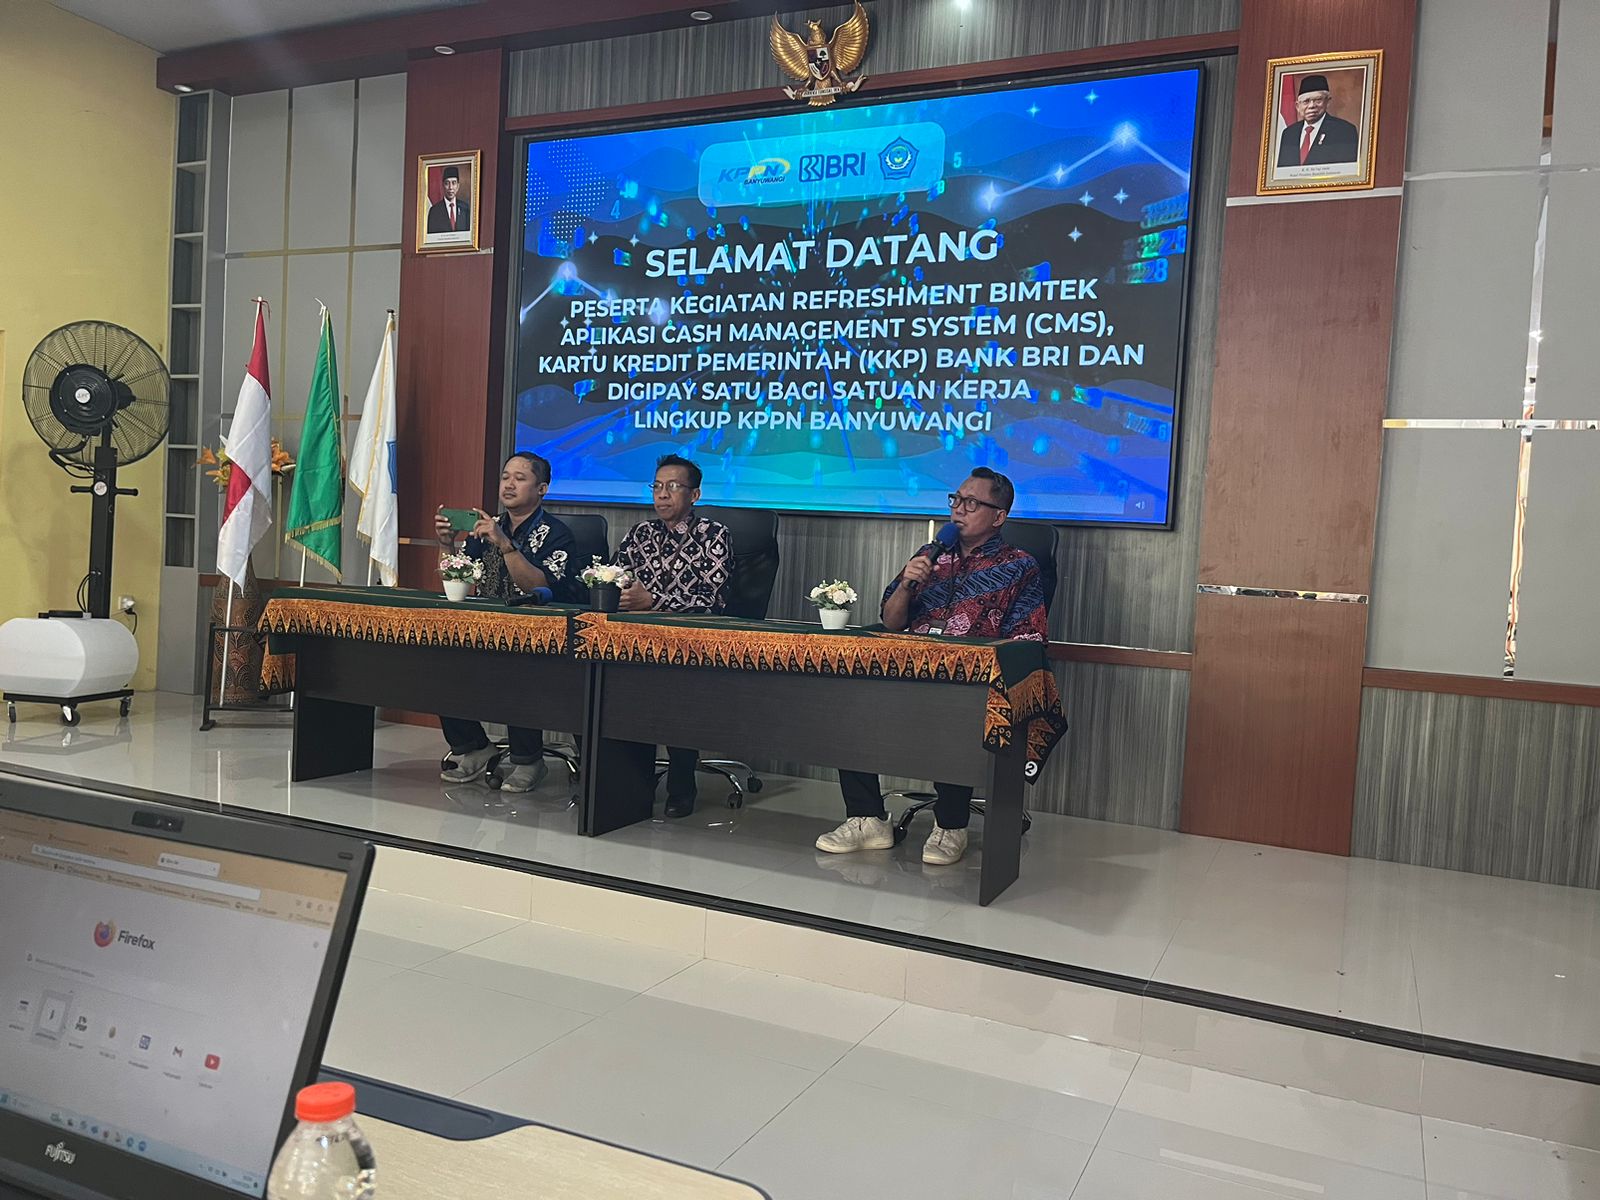 KPPN
BANYUWANGI
BRI
SELAMAT DATANG
PESERTA KEGIATAN REFRESHMENT BIMTEK
APLIKASI CASH MANAGEMENT SYSTEM (CMS),
KARTU KREDIT PEMERINTAH (KKP) BANK BRI DAN
DIGIPAY SATU BAGI SATUAN KERJA
LINGKUP KPPN BANYUWANGI
Firefox
FUJITSU
2